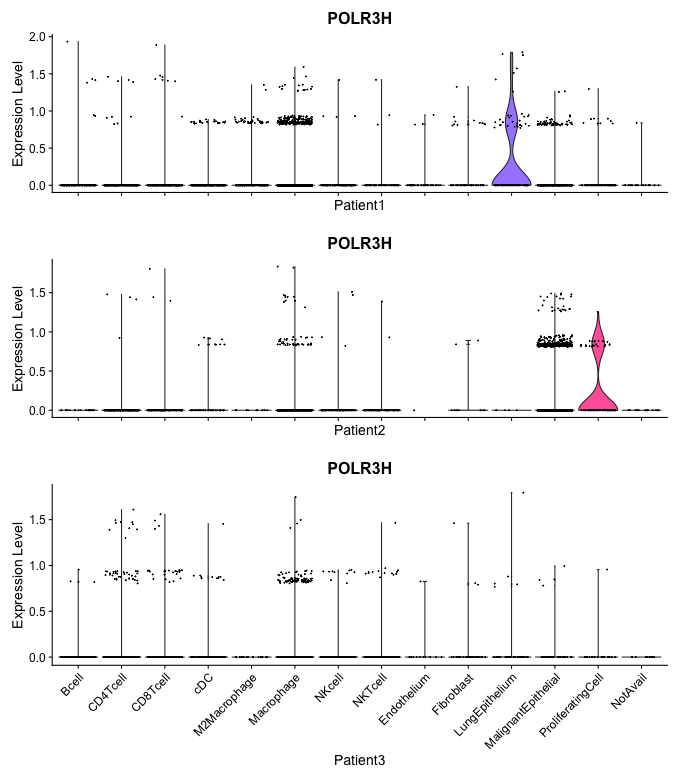 POLR3H
Expression Level
2.0
1.5
1.0
0.5
0.0
Patient1
POLR3H
Expression Level
1.5
1.0
0.5
0.0
Patient2
POLR3H
Expression Level
1.5
1.0
0.5
0.0
Bcell
CD4Tcell
CD8Tcell
cDC
M2Macrophage
Macrophage
NKcell
NKTcell
Endothelium
Fibroblast
LungEpithelium
MalignantEpithelial
ProliferatingCell
NotAvail
Patient3